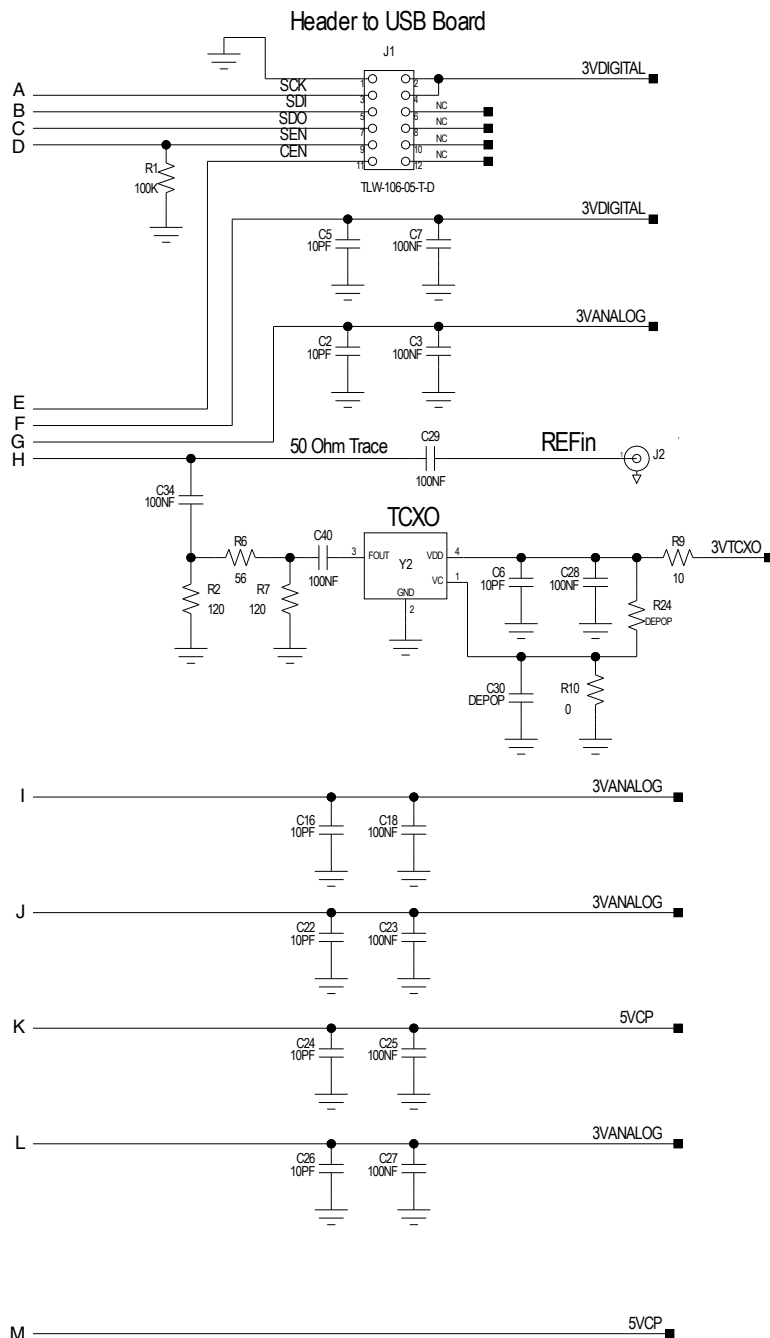 Header to USB Board
J1
3VDIGITAL
1 2
A SCK 3 4
B SDI 5 6 NC
C SDO 7 8 NC
D SEN 9 10 NC
CEN 11 12 NC
R1
100K
TLW-106-05-T-D
3VDIGITAL
C5
10PF
C7
100NF
3VANALOG
C2
10PF
C3
100NF
E
F
G
H
50 Ohm Trace
C29
100NF
REFin
1
J2
C34
100NF
TCXO
R6
56
C40
100NF
3 FOUT
Y2
VDD 4
VC 1
GND
2
R9
10
3VTCXO
R2
120
R7
120
C6
10PF
C28
100NF
R24
DEPOP
C30
DEPOP
R10
0
I
3VANALOG
C16
10PF
C18
100NF
J
3VANALOG
C22
10PF
C23
100NF
K
5VCP
C24
10PF
C25
100NF
L
3VANALOG
C26
10PF
C27
100NF
M
5VCP